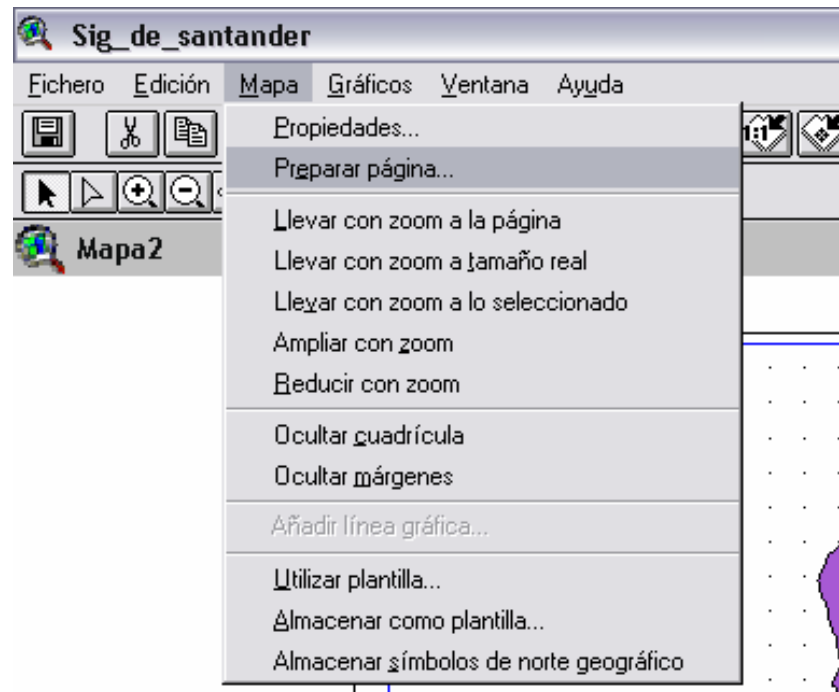 Sig_de_santander
Fichero Edición Mapa Gráficos Ventana Ayuda
1:1
Propiedades...
Preparar página...
Llevar con zoom a la página
Llevar con zoom a tamaño real
Llevar con zoom a lo seleccionado
Ampliar con zoom
Reducir con zoom
Ocultar cuadrícula
Ocultar márgenes
Añadir línea gráfica...
Utilizar plantilla...
Almacenar como plantilla...
Almacenar símbolos de norte geográfico
Mapa2